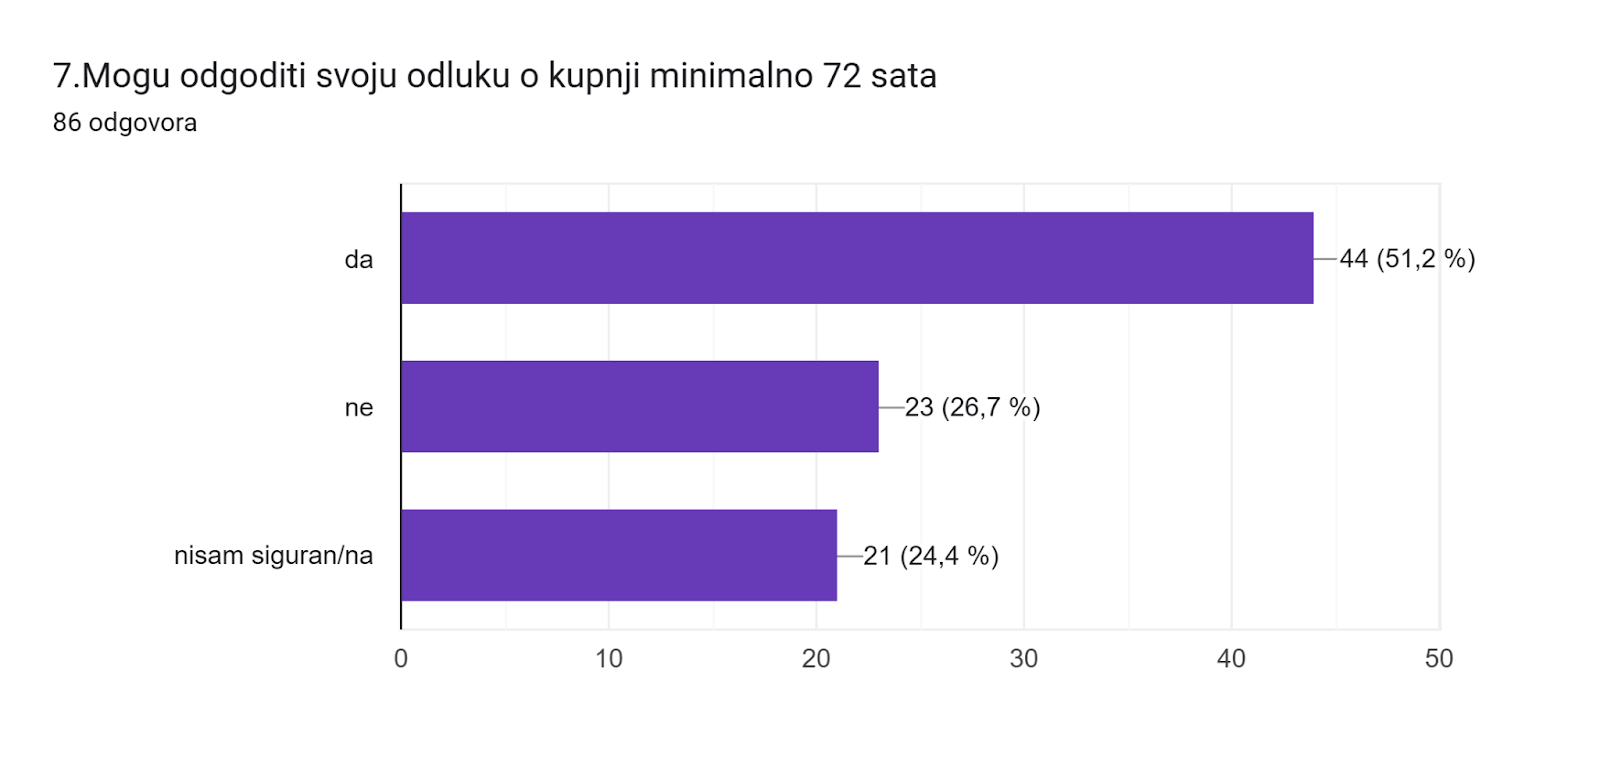 7.Mogu odgoditi svoju odluku o kupnji minimalno 72 sata
86 odgovora
da
44 (51,2 %)
ne
23 (26,7 %)
nisam siguran/na
21 (24,4 %)
0 10 20 30 40 50